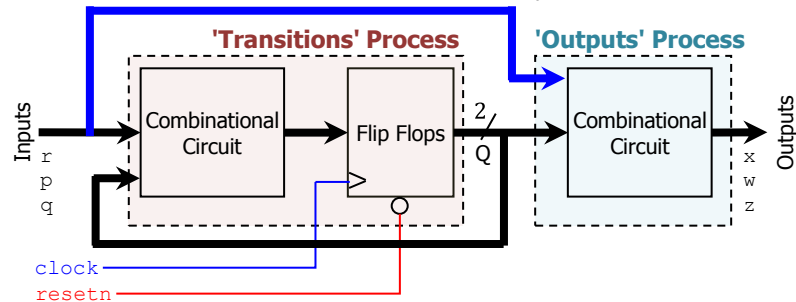 'Transitions' Process
'Outputs' Process
Inputs
r
p
q
Combinational
Circuit
Flip Flops
2
Q
Combinational
Circuit
Outputs
x
w
z
clock
resetn